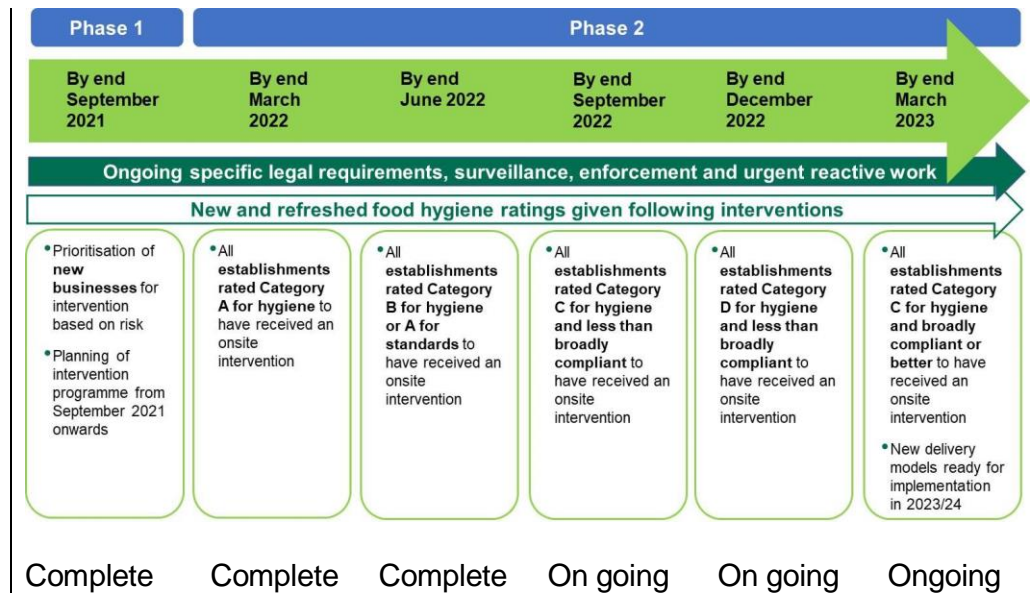 Phase 1
Phase 2
By end
September
2021
By end
March
2022
By end
June 2022
By end
September
2022
By end
December
2022
By end
March
2023
Ongoing specific legal requirements, surveillance, enforcement and urgent reactive work
New and refreshed food hygiene ratings given following interventions
•Prioritisation of
new
businesses for
intervention
based on risk
•Planning of
intervention
programme from
September 2021
onwards
•All
establishments
rated Category
A for hygiene to
have received an
onsite
intervention
•All
establishments
rated Category
B for hygiene
or A for
standards to
have received an
onsite
intervention
•All
establishments
rated Category
C for hygiene
and less than
broadly
compliant to
have received an
onsite
intervention
•All
establishments
rated Category
D for hygiene
and less than
broadly
compliant to
have received an
onsite
intervention
•All
establishments
rated Category
C for hygiene
and broadly
compliant or
better to have
received an
onsite
intervention
•New delivery
models ready for
implementation
in 2023/24
Complete
Complete
Complete
On going
On going
Ongoing